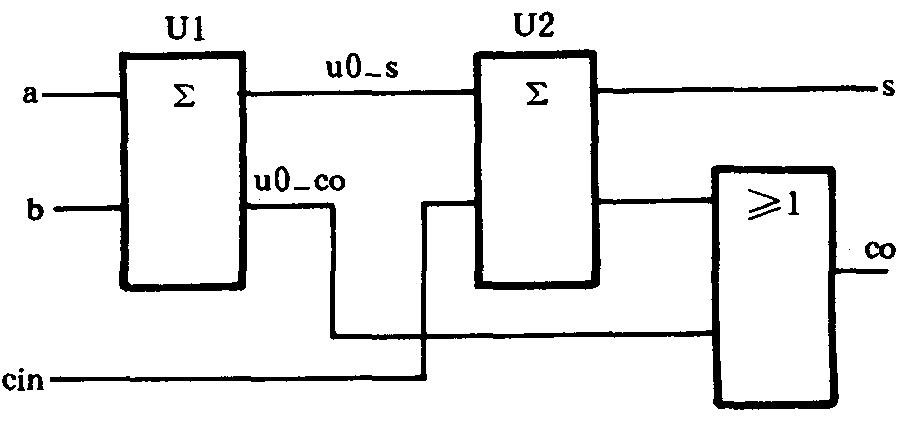 U1
U2
a
Σ
u0_s
Σ
s
b
u0_co
≥1
co
cin